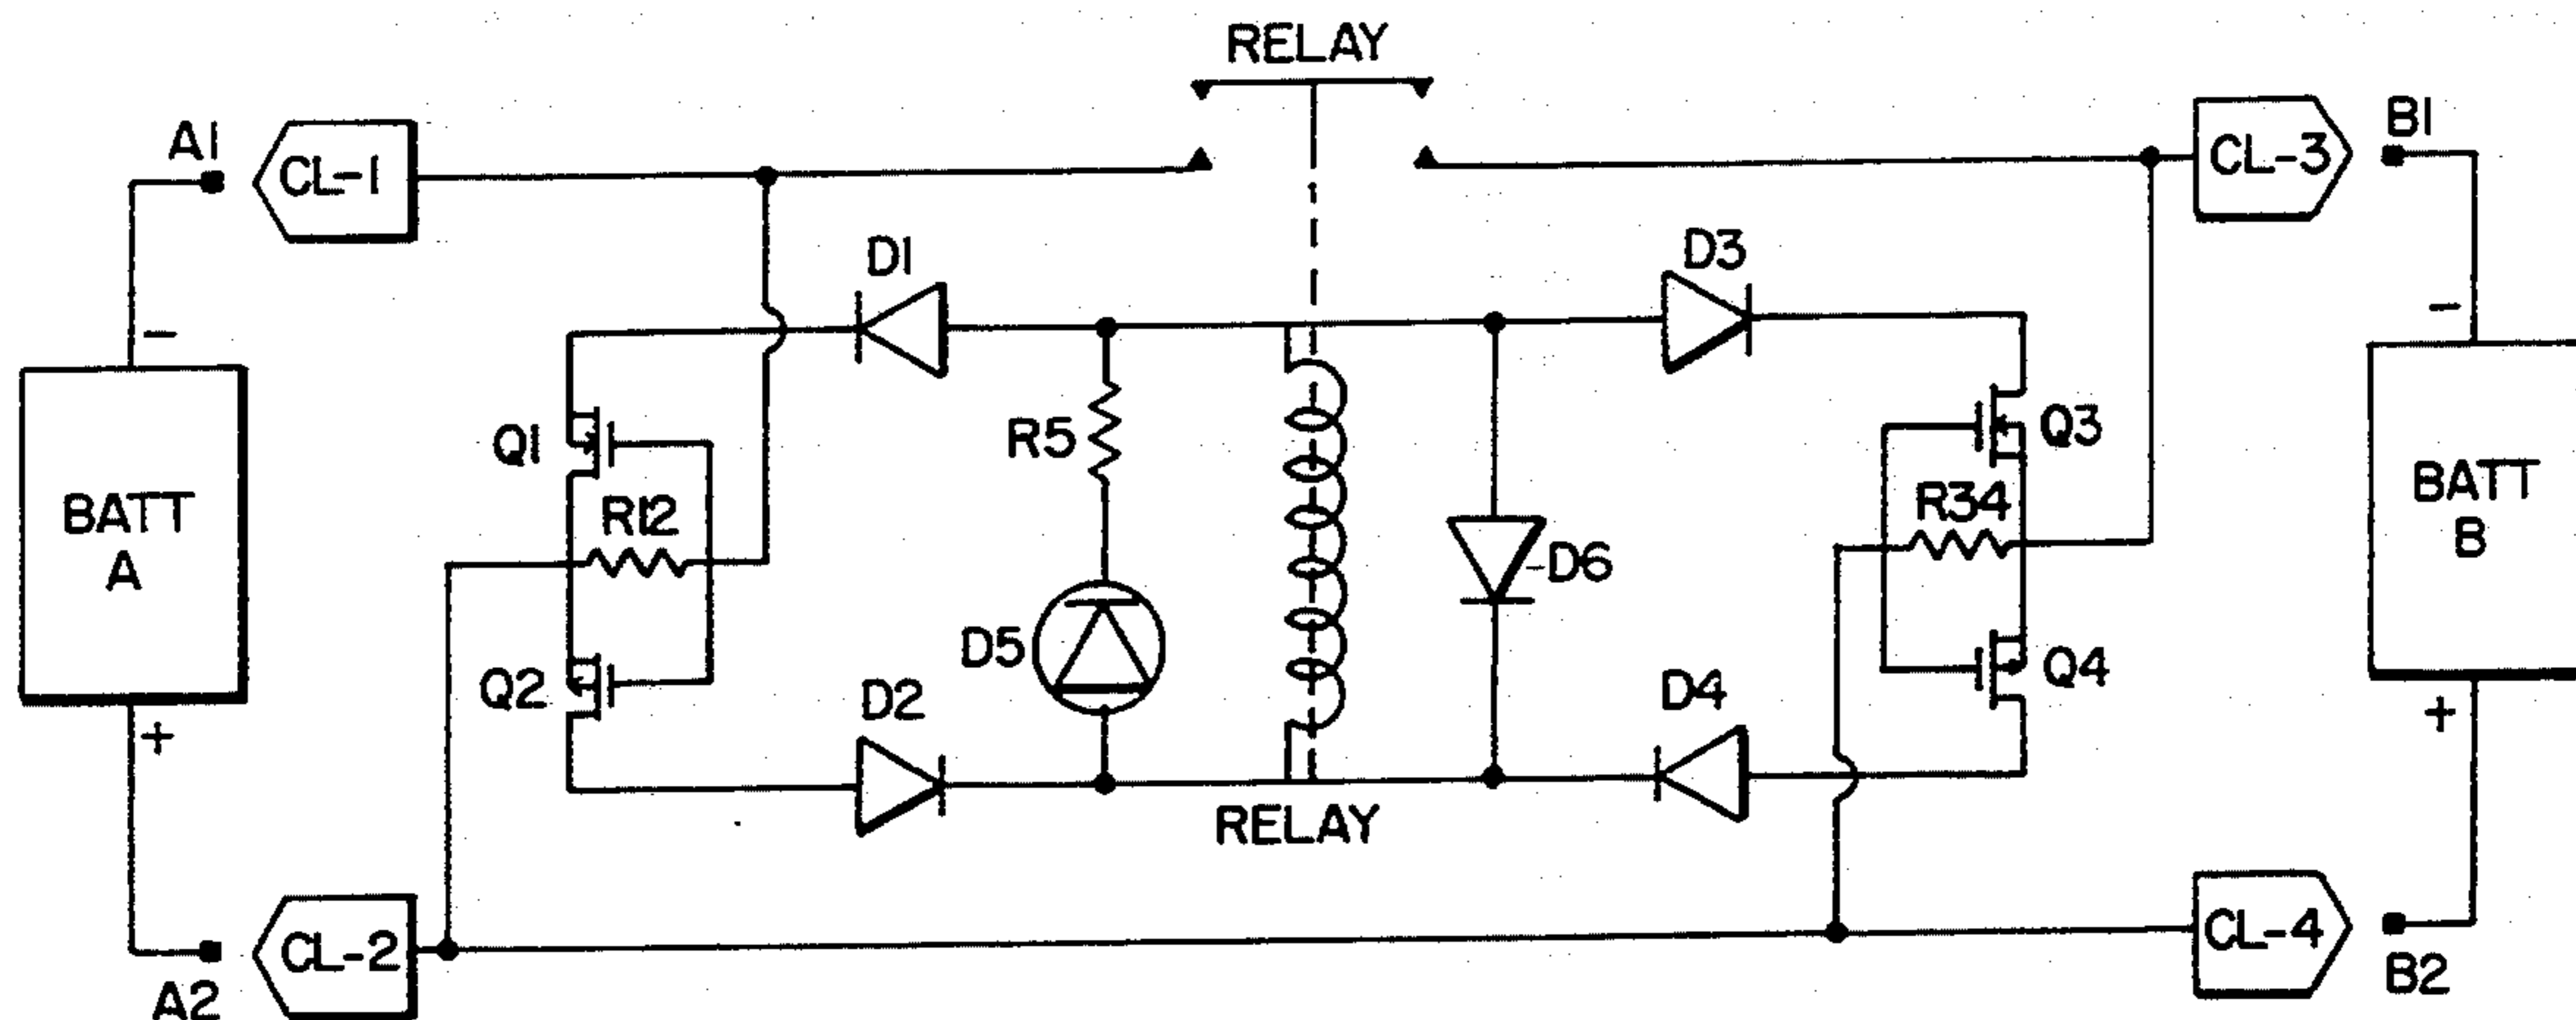 RELAY
A1
CL-1
CL-3
B1
D1
D3
-
-
Q1
R5
Q3
BATT
A
R12
R34
BATT
B
D6
Q2
D5
D2
D4
Q4
+
+
RELAY
CL-2
CL-4
A2
B2